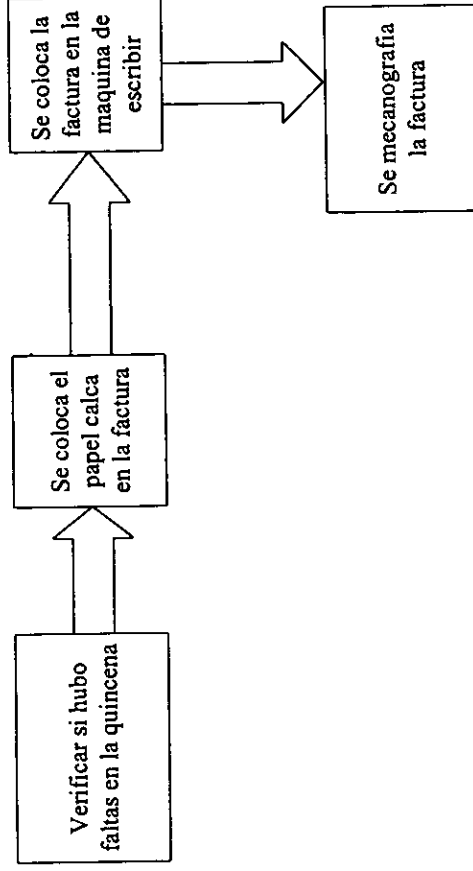 Verificar si hubo
faltas en la quincena
Se coloca el
papel calca
en la factura
Se coloca la
factura en la
maquina de
escribir
Se mecanografia
la factura